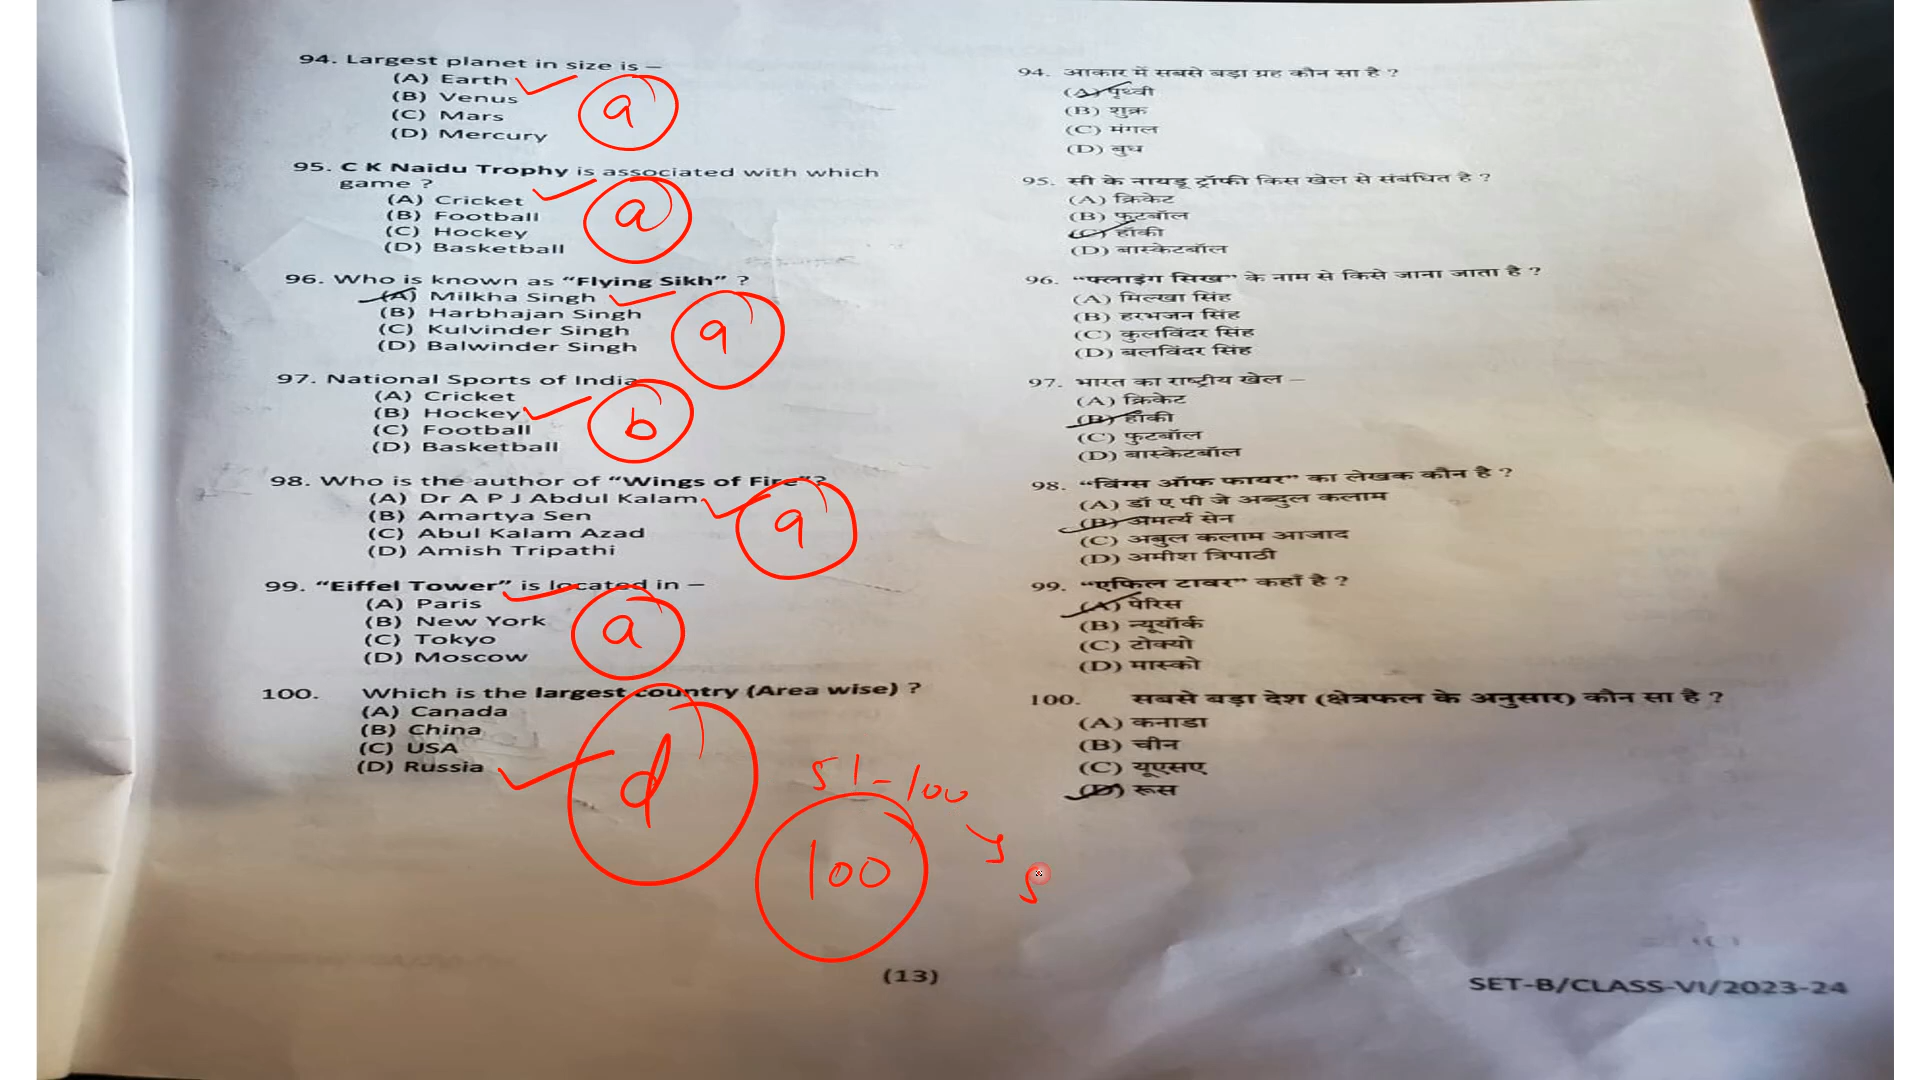 94. Largest planet in size is –
(A) Earth
(B) Venus
(C) Mars
(D) Mercury
a
95. C K Naidu Trophy is associated with which
game ?
(A) Cricket
(B) Football
(C) Hockey
(D) Basketball
a
96. Who is known as “Flying Sikh” ?
(A) Milkha Singh
(B) Harbhajan Singh
(C) Kulvinder Singh
(D) Balwinder Singh
a
97. National Sports of India
(A) Cricket
(B) Hockey
(C) Football
(D) Basketball
b
98. Who is the author of “Wings of Fire”?
(A) Dr A P J Abdul Kalam
(B) Amartya Sen
(C) Abul Kalam Azad
(D) Amish Tripathi
a
99. “Eiffel Tower” is located in –
(A) Paris
(B) New York
(C) Tokyo
(D) Moscow
a
100. Which is the largest country (Area wise) ?
(A) Canada
(B) China
(C) USA
(D) Russia
d
51-100
100
94. आकार में सबसे बड़ा ग्रह कौन सा है ?
(A) पृथ्वी
(B) शुक्र
(C) मंगल
(D) बुध
95. सी के नायडू ट्रॉफी किस खेल से संबंधित है ?
(A) क्रिकेट
(B) फुटबॉल
(C) हॉकी
(D) बास्केटबॉल
96. “फ्लाइंग सिख” के नाम से किसे जाना जाता है ?
(A) मिल्खा सिंह
(B) हरभजन सिंह
(C) कुलविंदर सिंह
(D) बलविंदर सिंह
97. भारत का राष्ट्रीय खेल –
(A) क्रिकेट
(B) हॉकी
(C) फुटबॉल
(D) बास्केटबॉल
98. “विंग्स ऑफ फायर” का लेखक कौन है ?
(A) डॉ ए पी जे अब्दुल कलाम
(B) अमर्त्य सेन
(C) अबुल कलाम आजाद
(D) अमीश त्रिपाठी
99. “एफिल टावर” कहाँ है ?
(A) पेरिस
(B) न्यूयॉर्क
(C) टोक्यो
(D) मास्को
100. सबसे बड़ा देश (क्षेत्रफल के अनुसार) कौन सा है ?
(A) कनाडा
(B) चीन
(C) यूएसए
(D) रूस
(13)
SET-B/CLASS-VI/2023-24